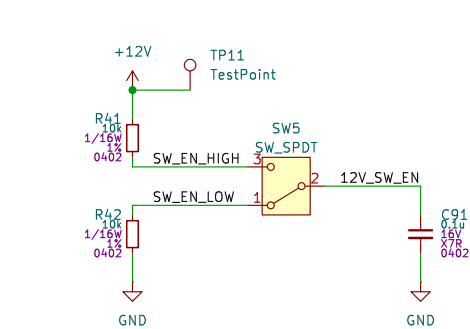 +12V
TP11
TestPoint
R41
10k
1/16W
1%
0402
SW_EN_HIGH
SW5
SW_SPDT
3
2
1
12V_SW_EN
SW_EN_LOW
R42
10k
1/16W
1%
0402
C91
0.1u
16V
X7R
0402
GND
GND